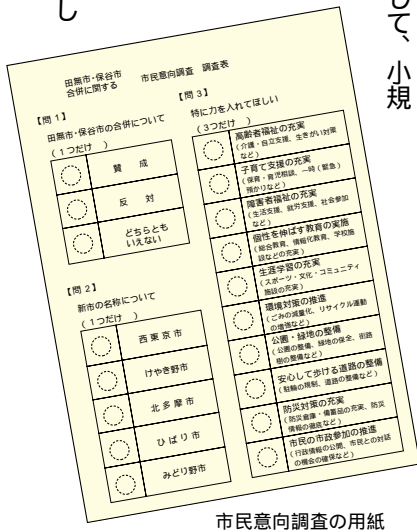 して、小規
し
田無市・保谷市
合併に関する
市民意向調査 調査表
【問 1】
田無市・保谷市の合併について
(1つだけ )
賛 成
反 対
どちらとも
いえない
【問 2】
新市の名称について
(1つだけ )
西 東 京 市
けやき野市
北 多 摩 市
ひ ば り 市
みどり野市
【問 3】
特に力を入れてほしい
(3つだけ )
高齢者福祉の充実
(介護・自立支援、生きがい対策
など)
子育て支援の充実
(保育・育児相談、一時(緊急)
預かりなど)
障害者福祉の充実
(生活支援、就労支援、社会参加
など)
個性を伸ばす教育の実施
(総合教育、情報化教育、学校施
設などの充実)
生涯学習の充実
(スポーツ・文化・コミュニティ
施設の充実)
環境対策の推進
(ごみの減量化、リサイクル運動
の増強など)
公園・緑地の整備
(公園の整備、緑地の保全、街路
樹の整備など)
安心して歩ける道路の整備
(駐輪の規制、道路の整備など)
防災対策の充実
(防災倉庫・備蓄品の充実、防災
情報の徹底など)
市民の市政参加の推進
(行政情報の公開、市民との対話
の機会の確保など)
市民意向調査の用紙